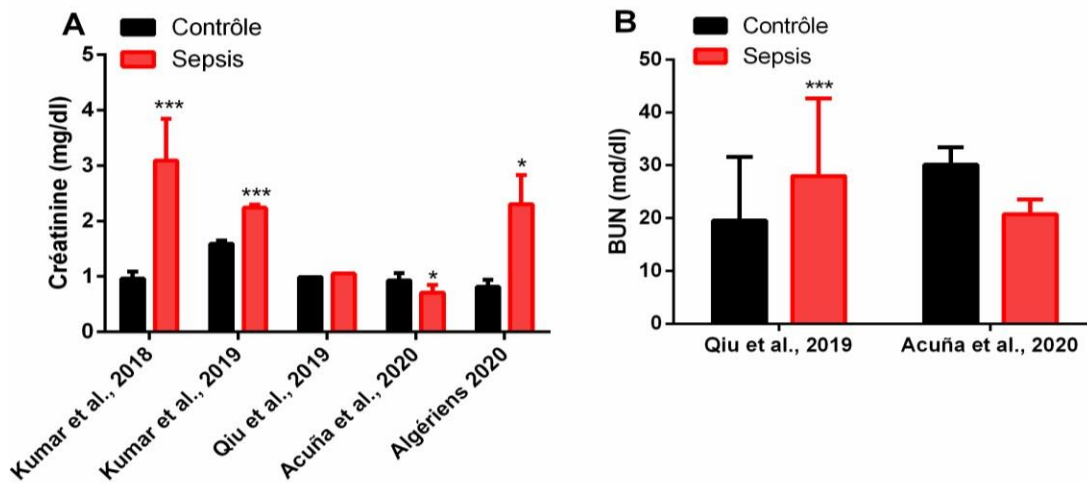 A
Contrôle
Sepsis
Créatinine (mg/dl)
5
4
3
2
1
0
***
***
*
*
Kumar et al., 2018
Kumar et al., 2019
Qiu et al., 2019
Acuña et al., 2020
Algériens 2020
B
Contrôle
Sepsis
BUN (md/dl)
50
40
30
20
10
0
***
Qiu et al., 2019
Acuña et al., 2020